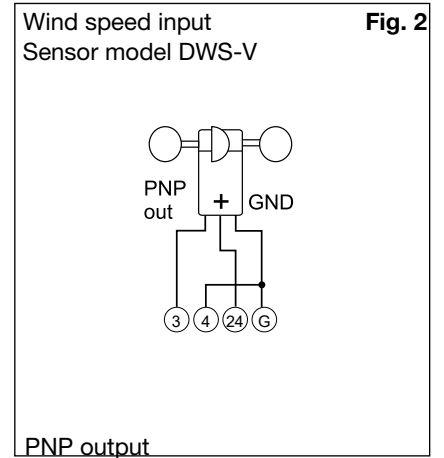 Wind speed input Fig. 2
Sensor model DWS-V
PNP
out + GND
3 4 24 G
PNP output